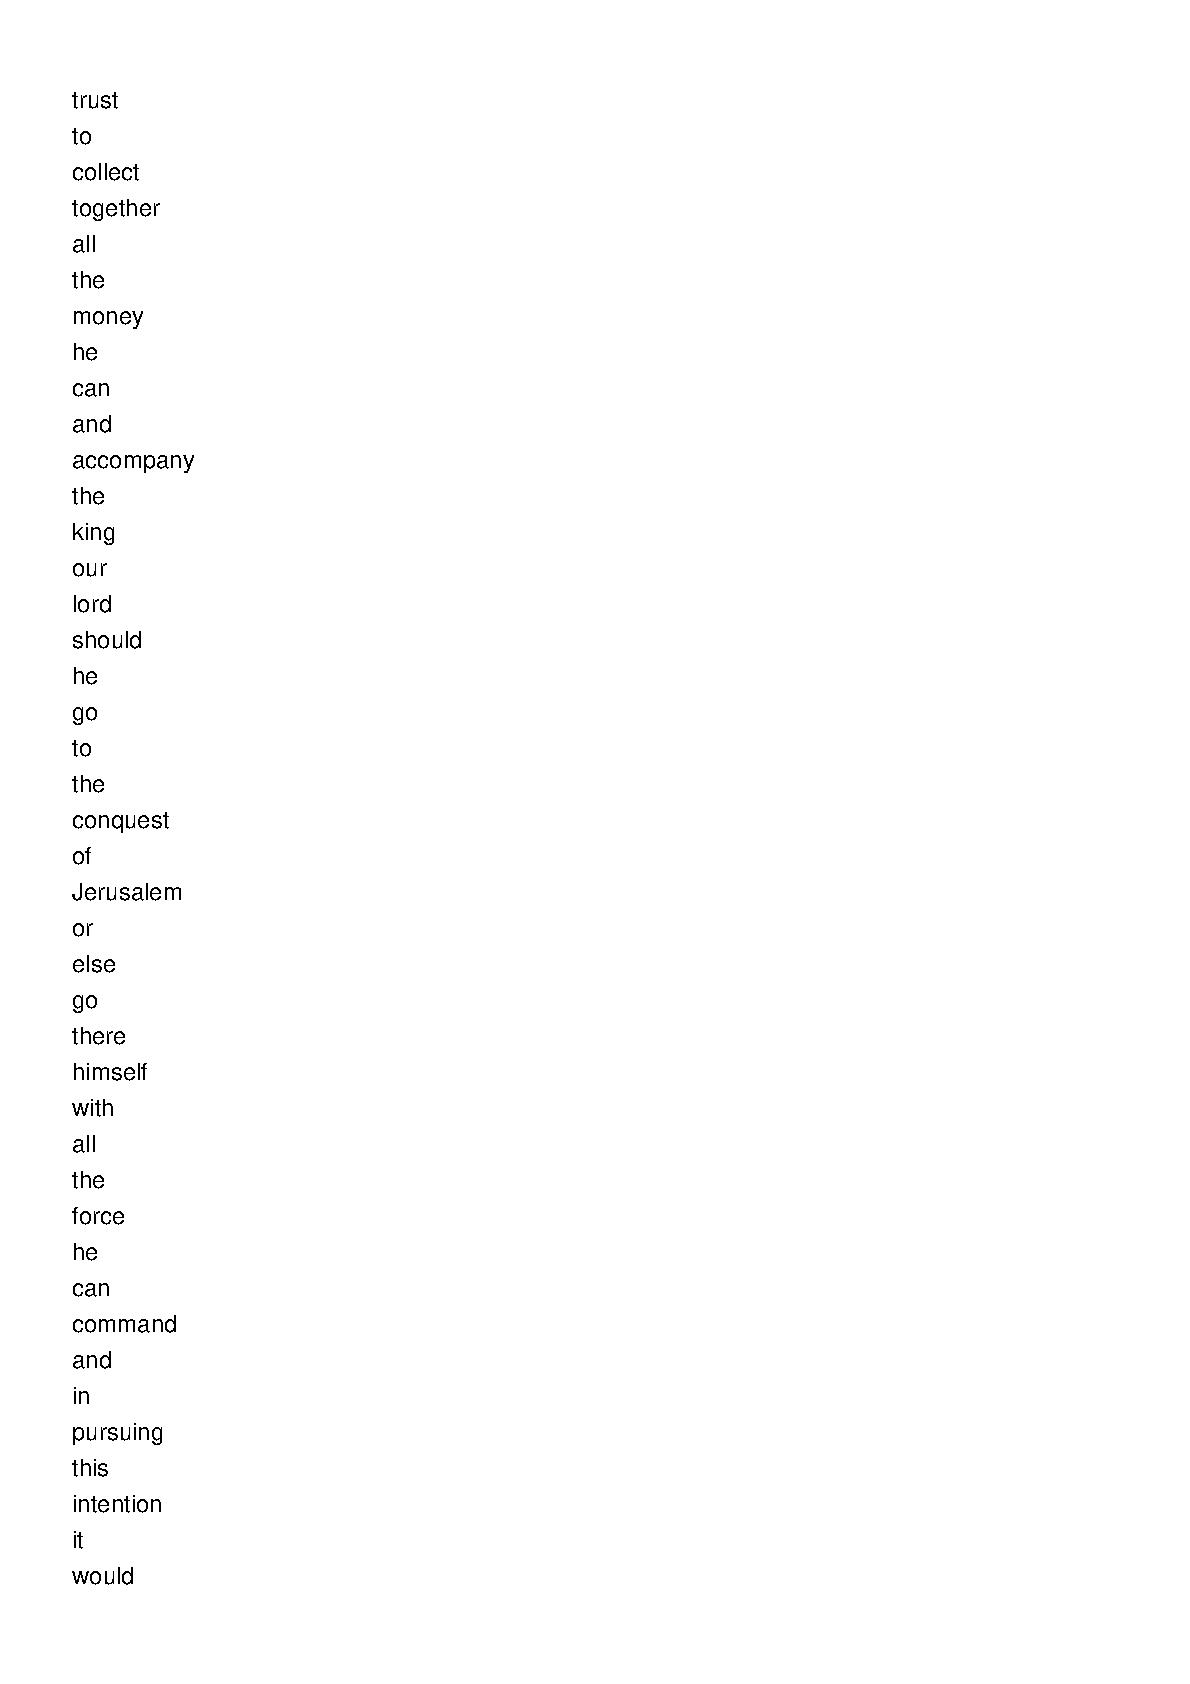 trust
to
collect
together
all
the
money
he
can
and
accompany
the
king
our
lord
should
he
go
to
the
conquest
of
Jerusalem
or
else
go
there
himself
with
all
the
force
he
can
command
and
in
pursuing
this
intention
it
would